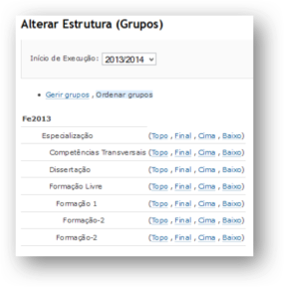 Alterar Estrutura (Grupos)
Início de Execução: 2013/2014
Gerir grupos , Ordenar grupos
Fe2013
Especialização (Topo , Final , Cima , Baixo)
Competências Transversais (Topo , Final , Cima , Baixo)
Dissertação (Topo , Final , Cima , Baixo)
Formação Livre (Topo , Final , Cima , Baixo)
Formação 1 (Topo , Final , Cima , Baixo)
Formação-2 (Topo , Final , Cima , Baixo)
Formação-2 (Topo , Final , Cima , Baixo)